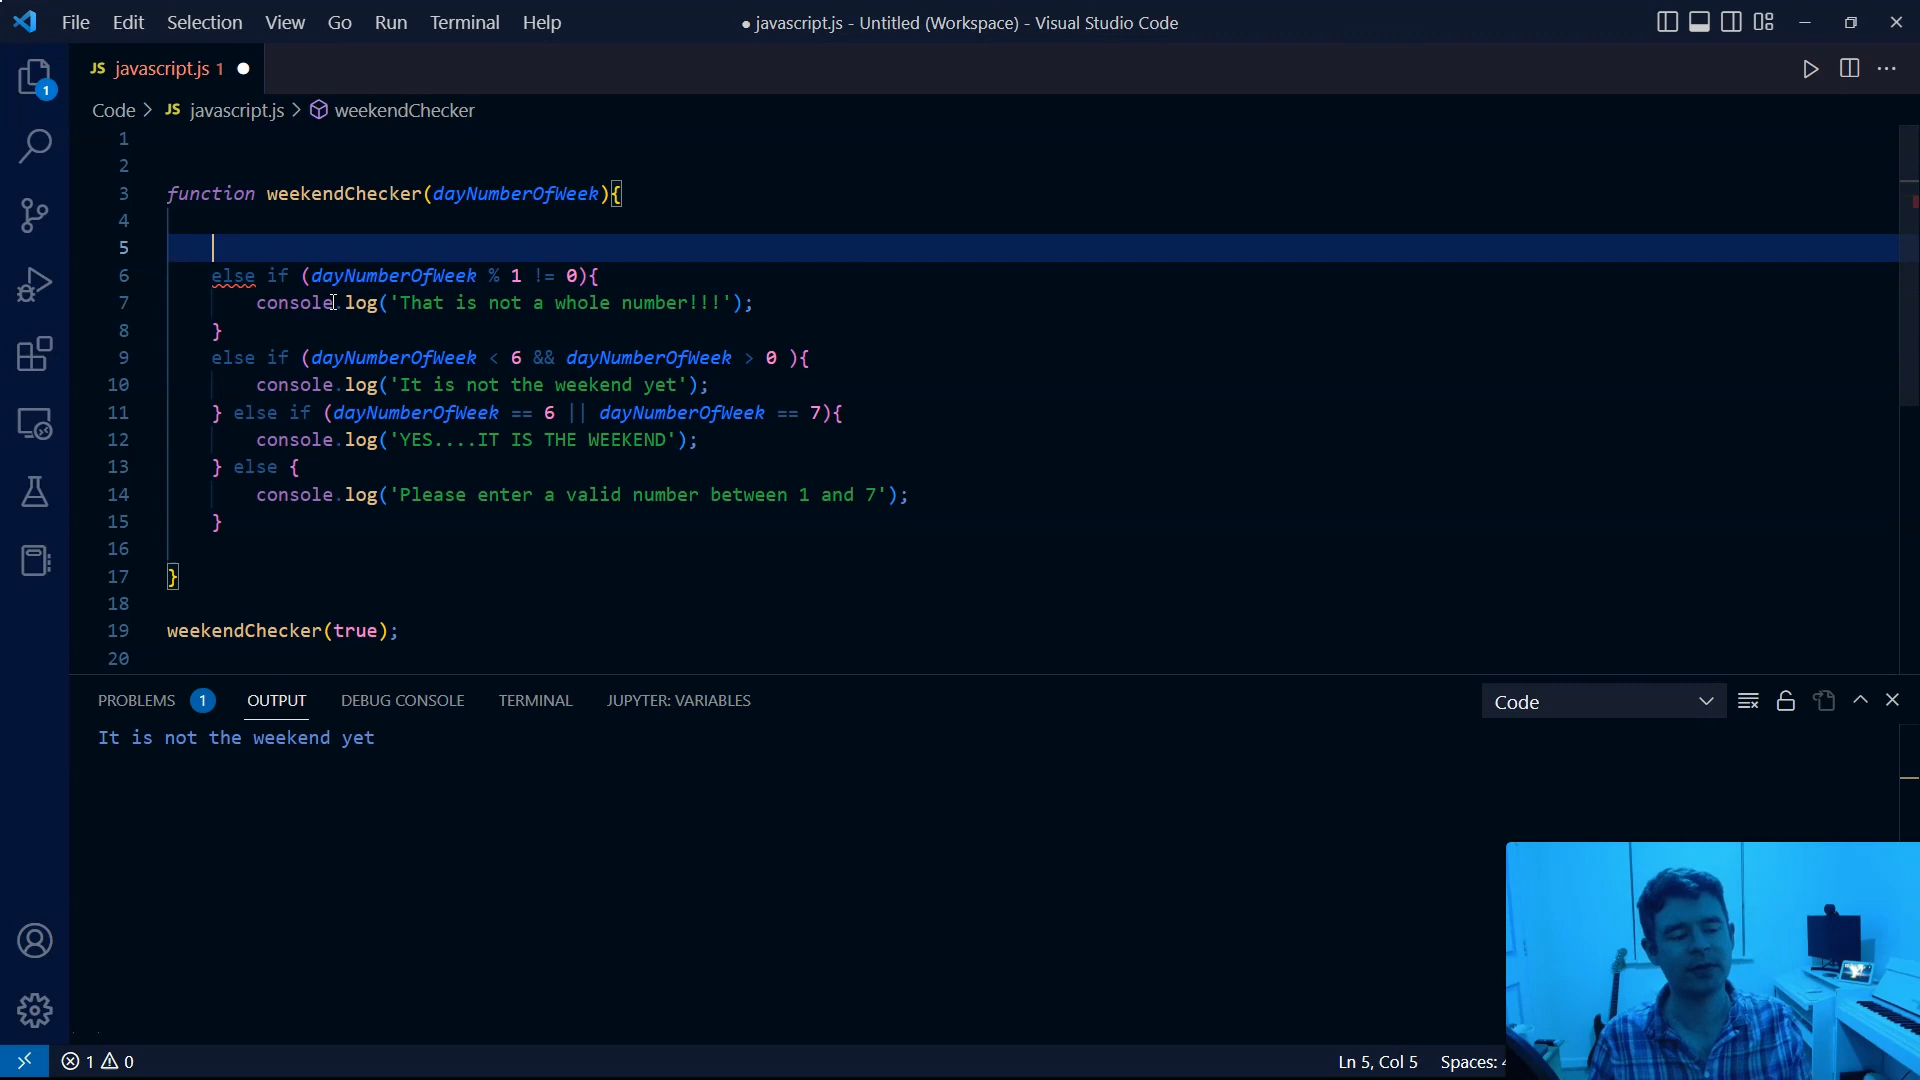 File Edit Selection View Go Run Terminal Help
● javascript.js - Untitled (Workspace) - Visual Studio Code
JS javascript.js 1
Code > JS javascript.js > weekendChecker
1
2
3 function weekendChecker(dayNumberOfWeek){
4
5
6 else if (dayNumberOfWeek % 1 != 0){
7 console.log('That is not a whole number!!!');
8 }
9 else if (dayNumberOfWeek < 6 && dayNumberOfWeek > 0 ){
10 console.log('It is not the weekend yet');
11 } else if (dayNumberOfWeek == 6 || dayNumberOfWeek == 7){
12 console.log('YES....IT IS THE WEEKEND');
13 } else {
14 console.log('Please enter a valid number between 1 and 7');
15 }
16
17 }
18
19 weekendChecker(true);
20
1
PROBLEMS 1 OUTPUT DEBUG CONSOLE TERMINAL JUPYTER: VARIABLES
Code
It is not the weekend yet
1 0
Ln 5, Col 5 Spaces: